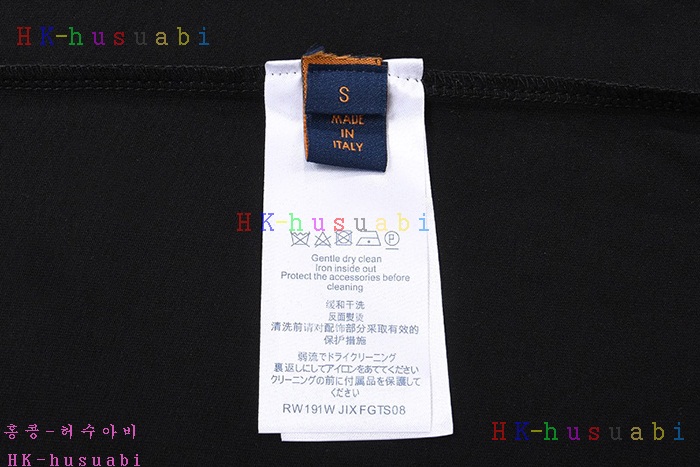 HK-husuabi
S
MADE
IN
ITALY
HK-husuabi
Gentle dry clean
Iron inside out
Protect the accessories before
cleaning
缓和干洗
反面熨烫
清洗前请对配饰部分采取有效的
保护措施
弱流でドライクリーニング
裏返しにしてアイロンをあててください
クリーニングの前に付属品を保護して
ください
RW191W JIXFGTS08
홍콩-허수아비
HK-husuabi
HK-husuabi